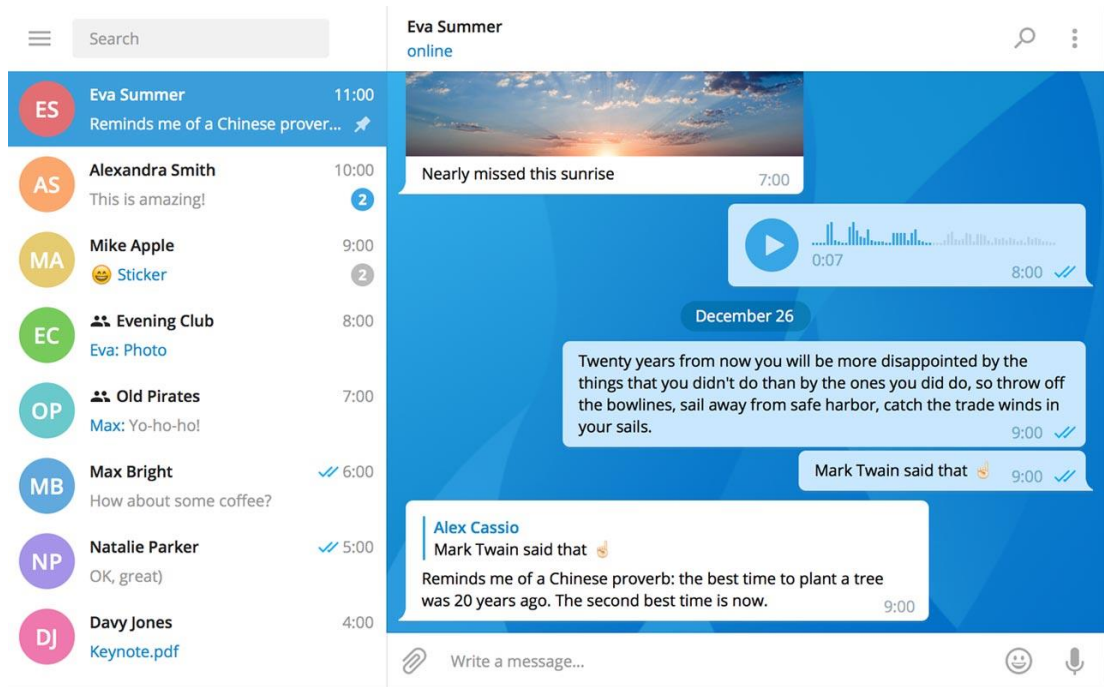 Search
ES
Eva Summer 11:00
Reminds me of a Chinese prover...
AS
Alexandra Smith 10:00
This is amazing! 2
MA
Mike Apple 9:00
😄 Sticker 2
EC
Evening Club 8:00
Eva: Photo
OP
Old Pirates 7:00
Max: Yo-ho-ho!
MB
Max Bright 6:00
How about some coffee?
NP
Natalie Parker 5:00
OK, great)
DJ
Davy Jones 4:00
Keynote.pdf
Eva Summer
online
Nearly missed this sunrise 7:00
0:07
8:00
December 26
Twenty years from now you will be more disappointed by the
things that you didn't do than by the ones you did do, so throw off
the bowlines, sail away from safe harbor, catch the trade winds in
your sails. 9:00
Mark Twain said that ☝🏻 9:00
Alex Cassio
Mark Twain said that ☝🏻
Reminds me of a Chinese proverb: the best time to plant a tree
was 20 years ago. The second best time is now. 9:00
Write a message...